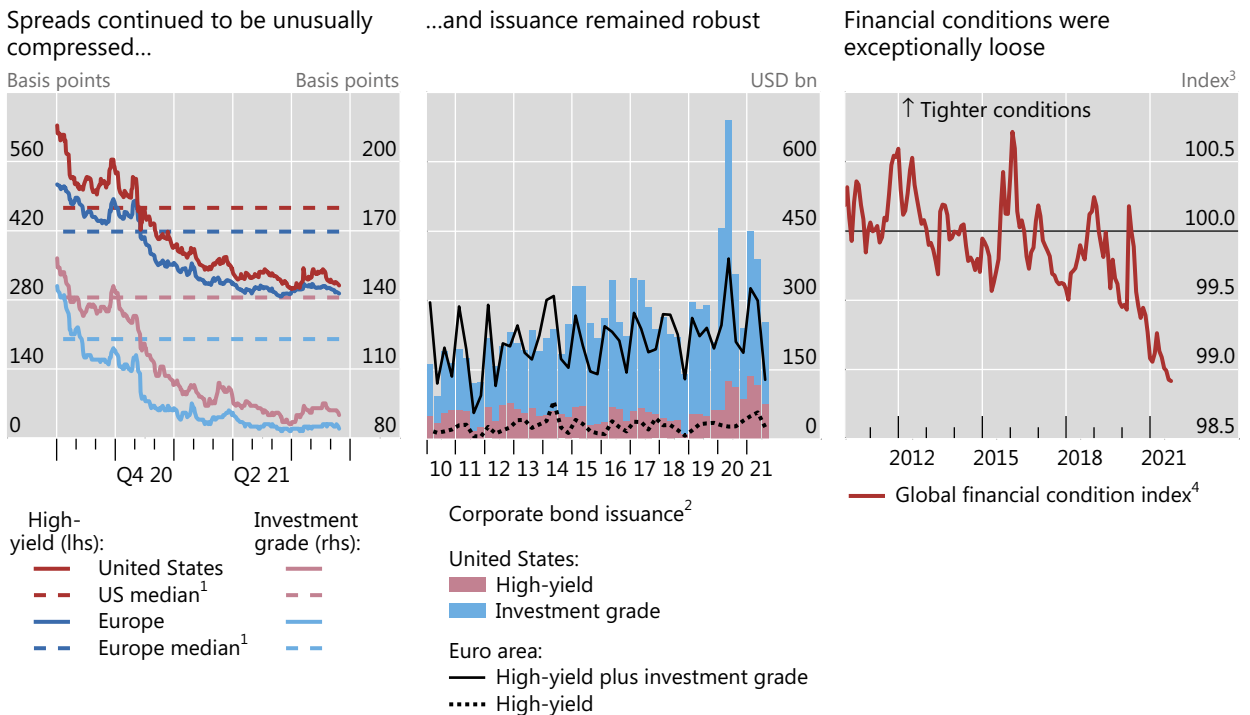 Spreads continued to be unusually
compressed…
Basis points
Basis points
560
420
280
140
0
200
170
140
110
80
Q4 20
Q2 21
High-
yield (lhs):
Investment
grade (rhs):
United States
US median1
Europe
Europe median1
…and issuance remained robust
USD bn
600
450
300
150
0
10 11 12 13 14 15 16 17 18 19 20 21
Corporate bond issuance2
United States:
High-yield
Investment grade
Euro area:
High-yield plus investment grade
High-yield
Financial conditions were
exceptionally loose
Index3
↑ Tighter conditions
100.5
100.0
99.5
99.0
98.5
2012 2015 2018 2021
Global financial condition index4